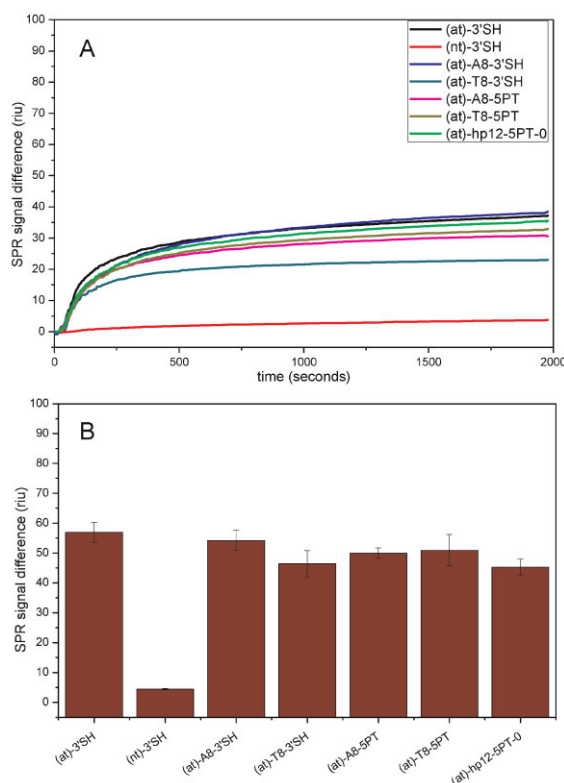 A
(at)-3'SH
(nt)-3'SH
(at)-A8-3'SH
(at)-T8-3'SH
(at)-A8-5PT
(at)-T8-5PT
(at)-hp12-5PT-0
SPR signal difference (riu)
100
90
80
70
60
50
40
30
20
10
0
0 500 1000 1500 2000
time (seconds)
B
SPR signal difference (riu)
100
90
80
70
60
50
40
30
20
10
0
(at)-3'SH
(nt)-3'SH
(at)-A8-3'SH
(at)-T8-3'SH
(at)-A8-5PT
(at)-T8-5PT
(at)-hp12-5PT-0